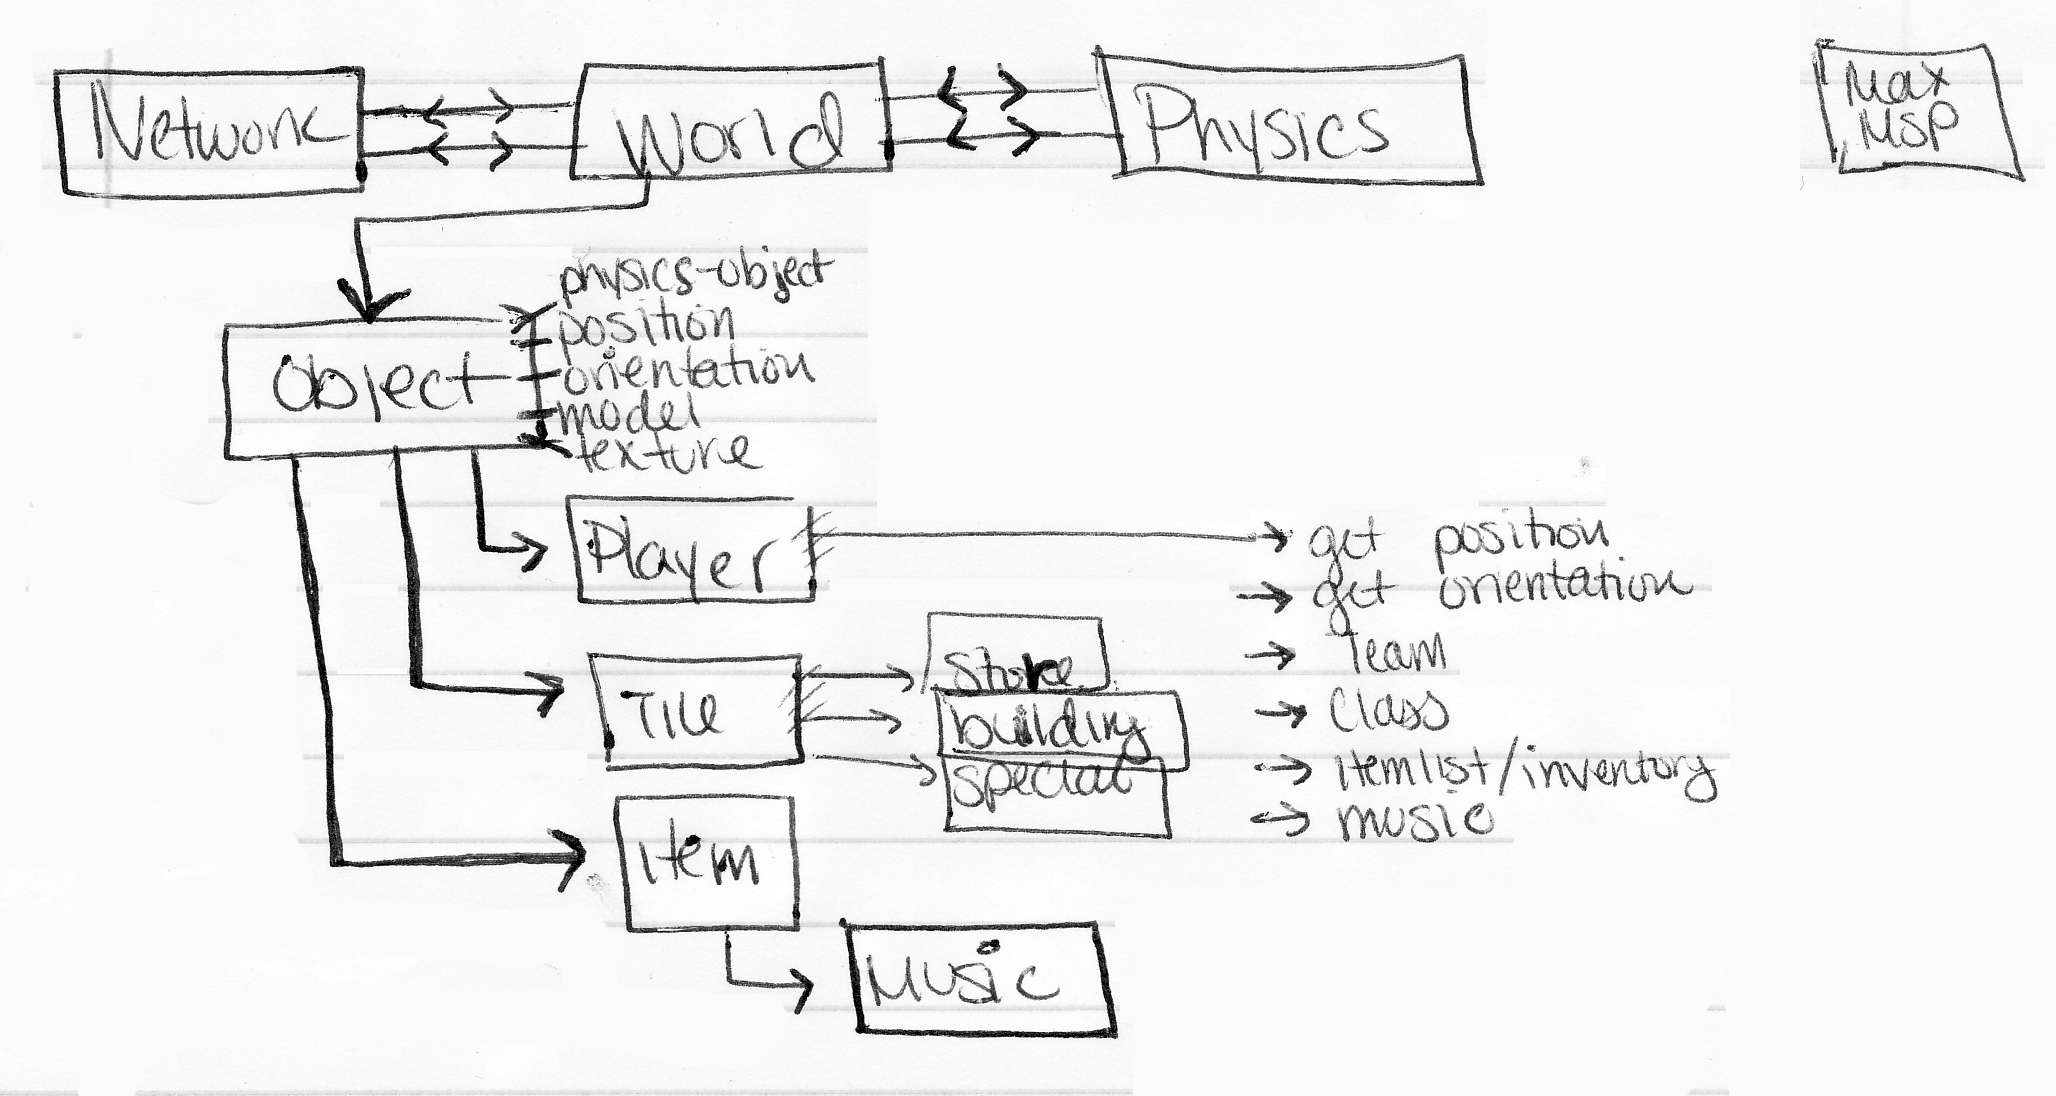 Network
World
Physics
Max
MSP
physics-object
position
orientation
model
texture
Object
Player
get position
get orientation
Team
Class
itemlist/inventory
music
Tile
Store
building
special
item
Music